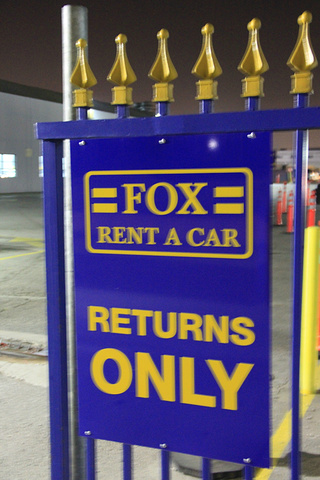 FOX
RENT A CAR
RETURNS
ONLY